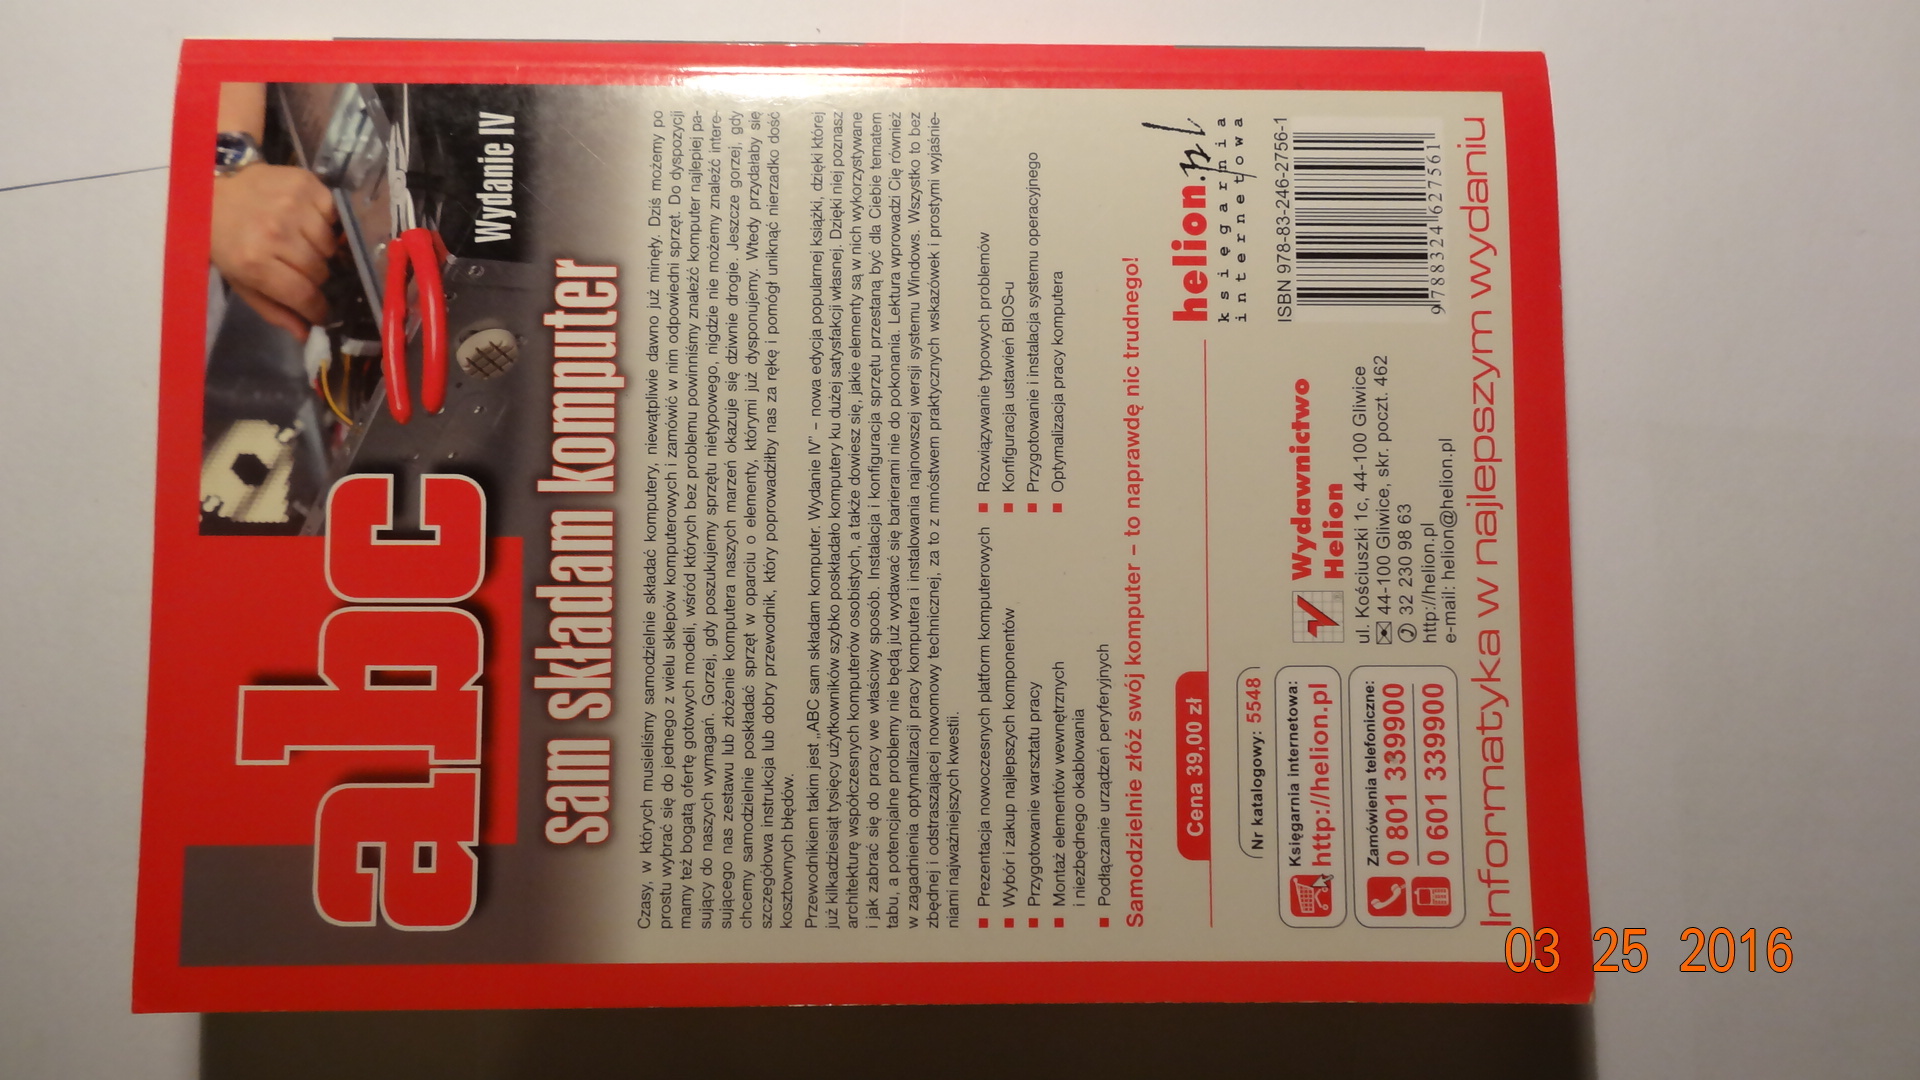 abc
sam składam komputer
Wydanie IV
Czasy, w których musieliśmy samodzielnie składać komputery, niewątpliwie dawno już minęły. Dziś możemy po
prostu wybrać się do jednego z wielu sklepów komputerowych i zamówić w nim odpowiedni sprzęt. Do dyspozycji
mamy też bogatą ofertę gotowych modeli, wśród których bez problemu powinniśmy znaleźć komputer najlepiej pa-
sujący do naszych wymagań. Gorzej, gdy poszukujemy sprzętu nietypowego, nigdzie nie możemy znaleźć intere-
sującego nas zestawu lub złożenie komputera naszych marzeń okazuje się dziwnie drogie. Jeszcze gorzej, gdy
chcemy samodzielnie poskładać sprzęt w oparciu o elementy, którymi już dysponujemy. Wtedy przydałaby się
szczegółowa instrukcja lub dobry przewodnik, który poprowadziłby nas za rękę i pomógł uniknąć nierzadko dość
kosztownych błędów.
Przewodnikiem takim jest „ABC sam składam komputer. Wydanie IV” – nowa edycja popularnej książki, dzięki której
już kilkadziesiąt tysięcy użytkowników szybko poskładało komputery ku dużej satysfakcji własnej. Dzięki niej poznasz
architekturę współczesnych komputerów osobistych, a także dowiesz się, jakie elementy są w nich wykorzystywane
i jak zabrać się do pracy we właściwy sposób. Instalacja i konfiguracja sprzętu przestaną być dla Ciebie tematem
tabu, a potencjalne problemy nie będą już wydawać się barierami nie do pokonania. Lektura wprowadzi Cię również
w zagadnienia optymalizacji pracy komputera i instalowania najnowszej wersji systemu Windows. Wszystko to bez
zbędnej i odstraszającej nowomowy technicznej, za to z mnóstwem praktycznych wskazówek i prostymi wyjaśnie-
niami najważniejszych kwestii.
Prezentacja nowoczesnych platform komputerowych
Wybór i zakup najlepszych komponentów
Przygotowanie warsztatu pracy
Montaż elementów wewnętrznych
i niezbędnego okablowania
Podłączanie urządzeń peryferyjnych
Rozwiązywanie typowych problemów
Konfiguracja ustawień BIOS-u
Przygotowanie i instalacja systemu operacyjnego
Optymalizacja pracy komputera
Samodzielnie złóż swój komputer – to naprawdę nic trudnego!
Cena 39,00 zł
helion.pl
księgarnia
internetowa
Nr katalogowy: 5548
Księgarnia internetowa:
http://helion.pl
Zamówienia telefoniczne:
0 801 339900
0 601 339900
Wydawnictwo
Helion
ul. Kościuszki 1c, 44-100 Gliwice
44-100 Gliwice, skr. poczt. 462
32 230 98 63
http://helion.pl
e-mail: helion@helion.pl
ISBN 978-83-246-2756-1
9 788324 627561
Informatyka w najlepszym wydaniu
03 25 2016